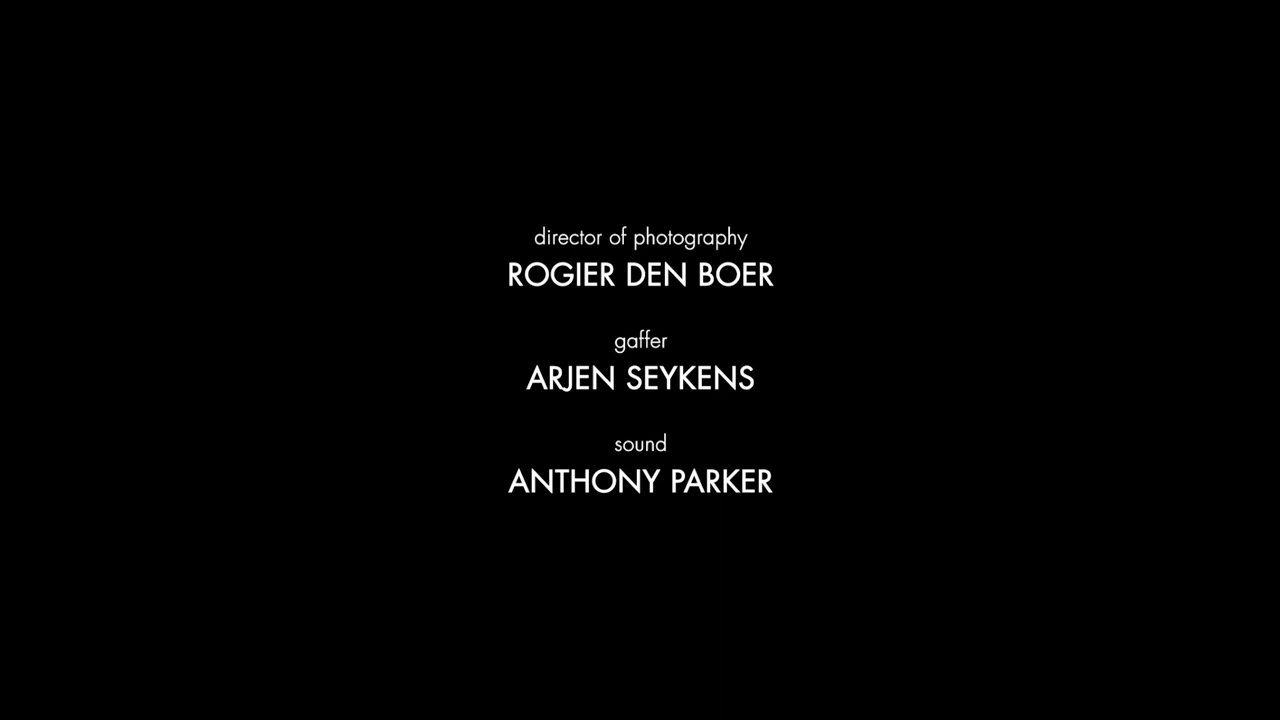 director of photography
ROGIER DEN BOER
gaffer
ARJEN SEYKENS
sound
ANTHONY PARKER